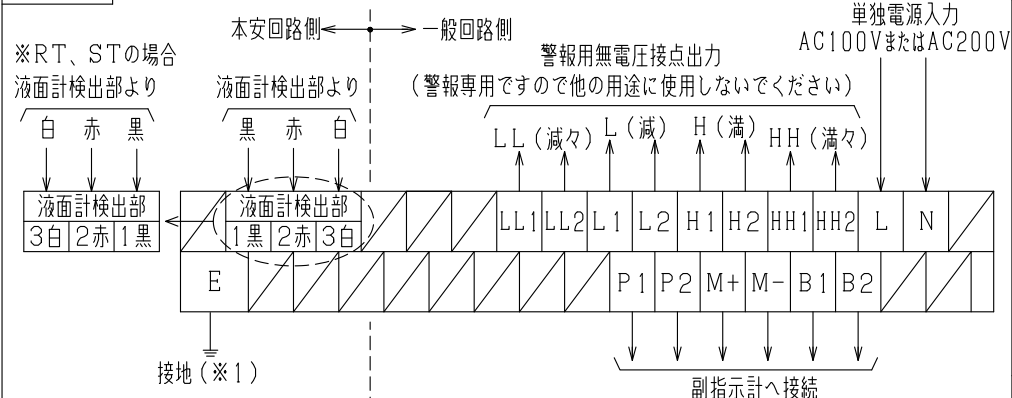 本安回路側
一般回路側
単独電源入力
AC100VまたはAC200V
※RT、STの場合
液面計検出部より
液面計検出部より
警報用無電圧接点出力
(警報専用ですので他の用途に使用しないでください)
白 赤 黒
黒 赤 白
LL(減々) L(減) H(満) HH(満々)
液面計検出部
3白 2赤 1黒
液面計検出部
1黒 2赤 3白
LL1 LL2 L1 L2 H1 H2 HH1 HH2 L N
E P1 P2 M+ M- B1 B2
接地(※1)
副指示計へ接続